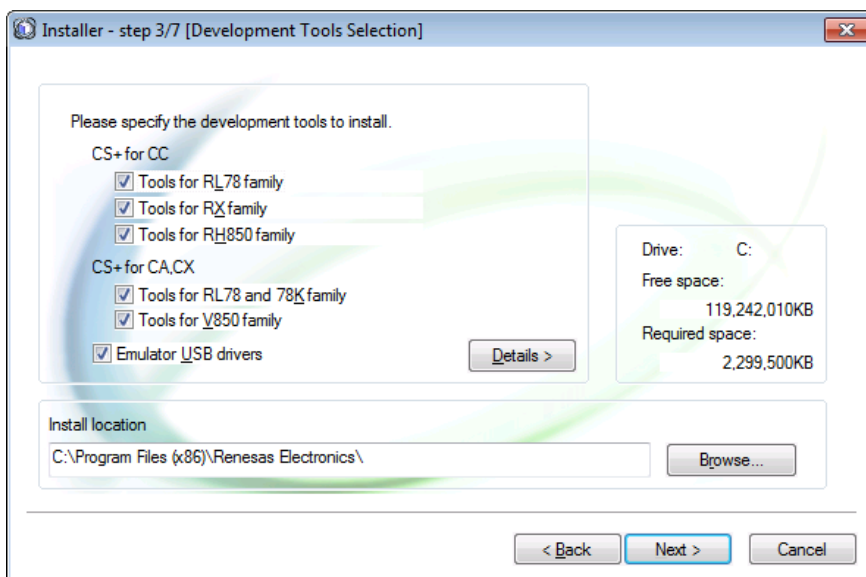 Installer - step 3/7 [Development Tools Selection]
Please specify the development tools to install.
CS+ for CC
Tools for RL78 family
Tools for RX family
Tools for RH850 family
CS+ for CA,CX
Tools for RL78 and 78K family
Tools for V850 family
Emulator USB drivers
Details >
Drive: C:
Free space:
119,242,010KB
Required space:
2,299,500KB
Install location
C:\Program Files (x86)\Renesas Electronics\
Browse...
< Back Next > Cancel